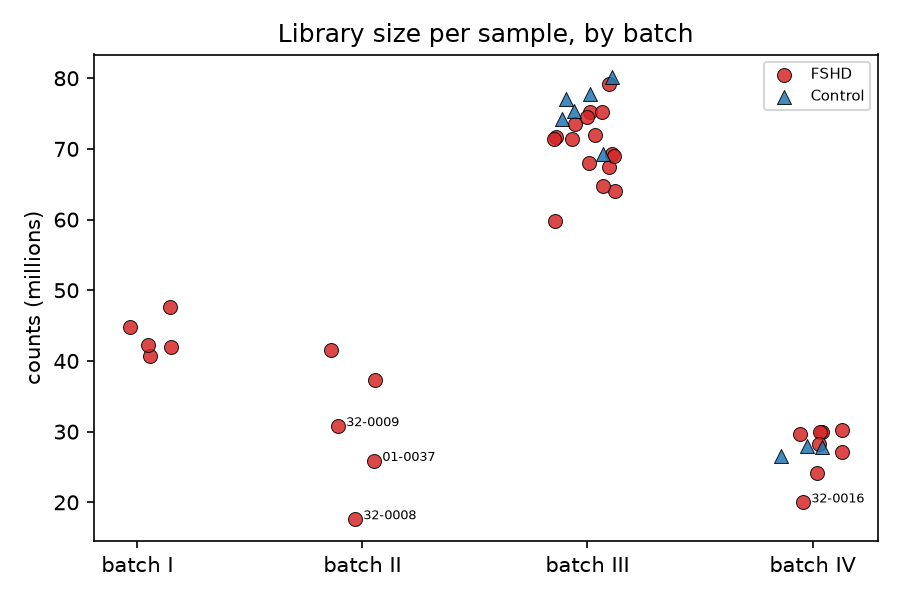 Library size per sample, by batch
FSHD
Control
counts (millions)
80
70
60
50
40
30
20
32-0009
01-0037
32-0008
32-0016
batch I
batch II
batch III
batch IV